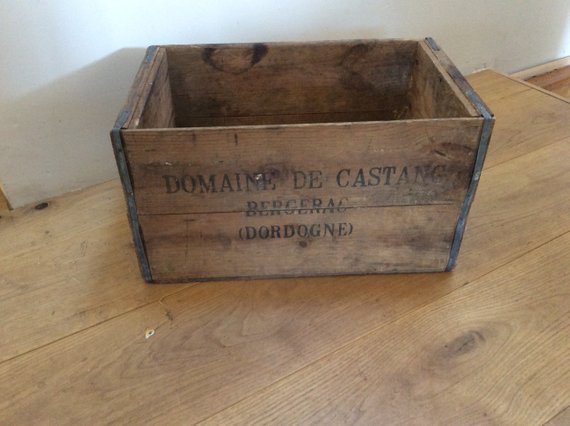 DOMAINE DE CASTANG
BERGERAC
(DORDOGNE)